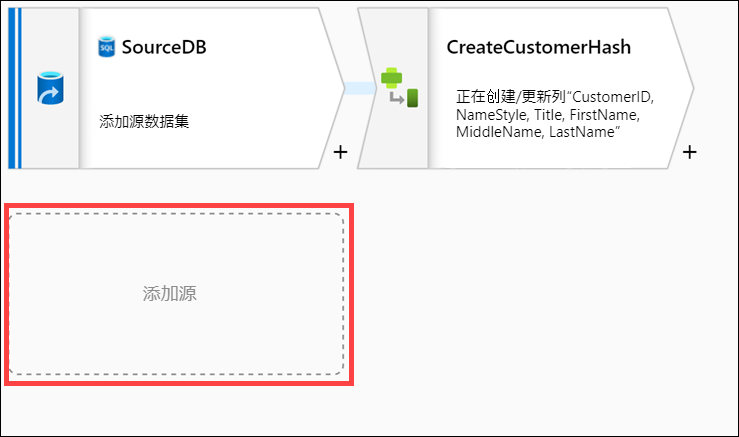 SQL
SourceDB
添加源数据集
+
CreateCustomerHash
正在创建/更新列“CustomerID,
NameStyle, Title, FirstName,
MiddleName, LastName”
+
添加源